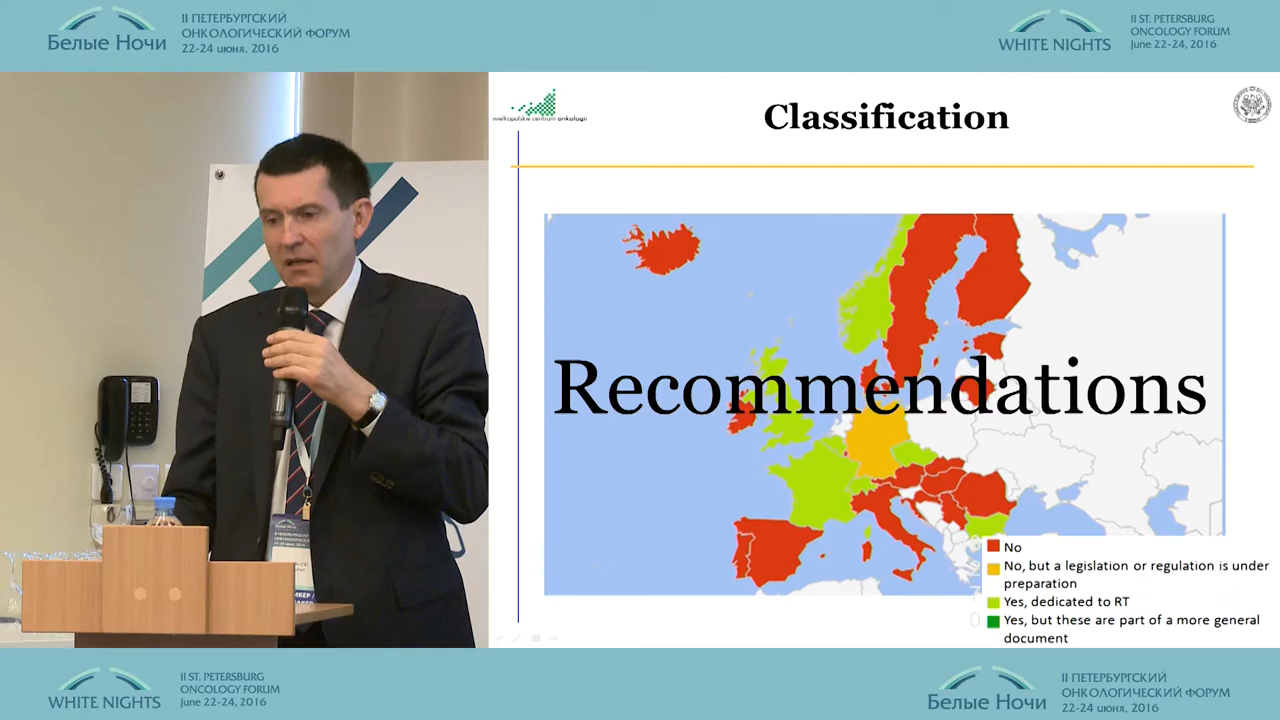 II ПЕТЕРБУРГСКИЙ
ОНКОЛОГИЧЕСКИЙ ФОРУМ
Белые Ночи
22-24 июня, 2016
II ST. PETERSBURG
ONCOLOGY FORUM
WHITE NIGHTS
June 22-24, 2016
wielkopolskie centrum onkologii
Classification
Recommendations
No
No, but a legislation or regulation is under
preparation
Yes, dedicated to RT
Yes, but these are part of a more general
document
II ST. PETERSBURG
ONCOLOGY FORUM
WHITE NIGHTS
June 22-24, 2016
II ПЕТЕРБУРГСКИЙ
ОНКОЛОГИЧЕСКИЙ ФОРУМ
Белые Ночи
22-24 июня, 2016